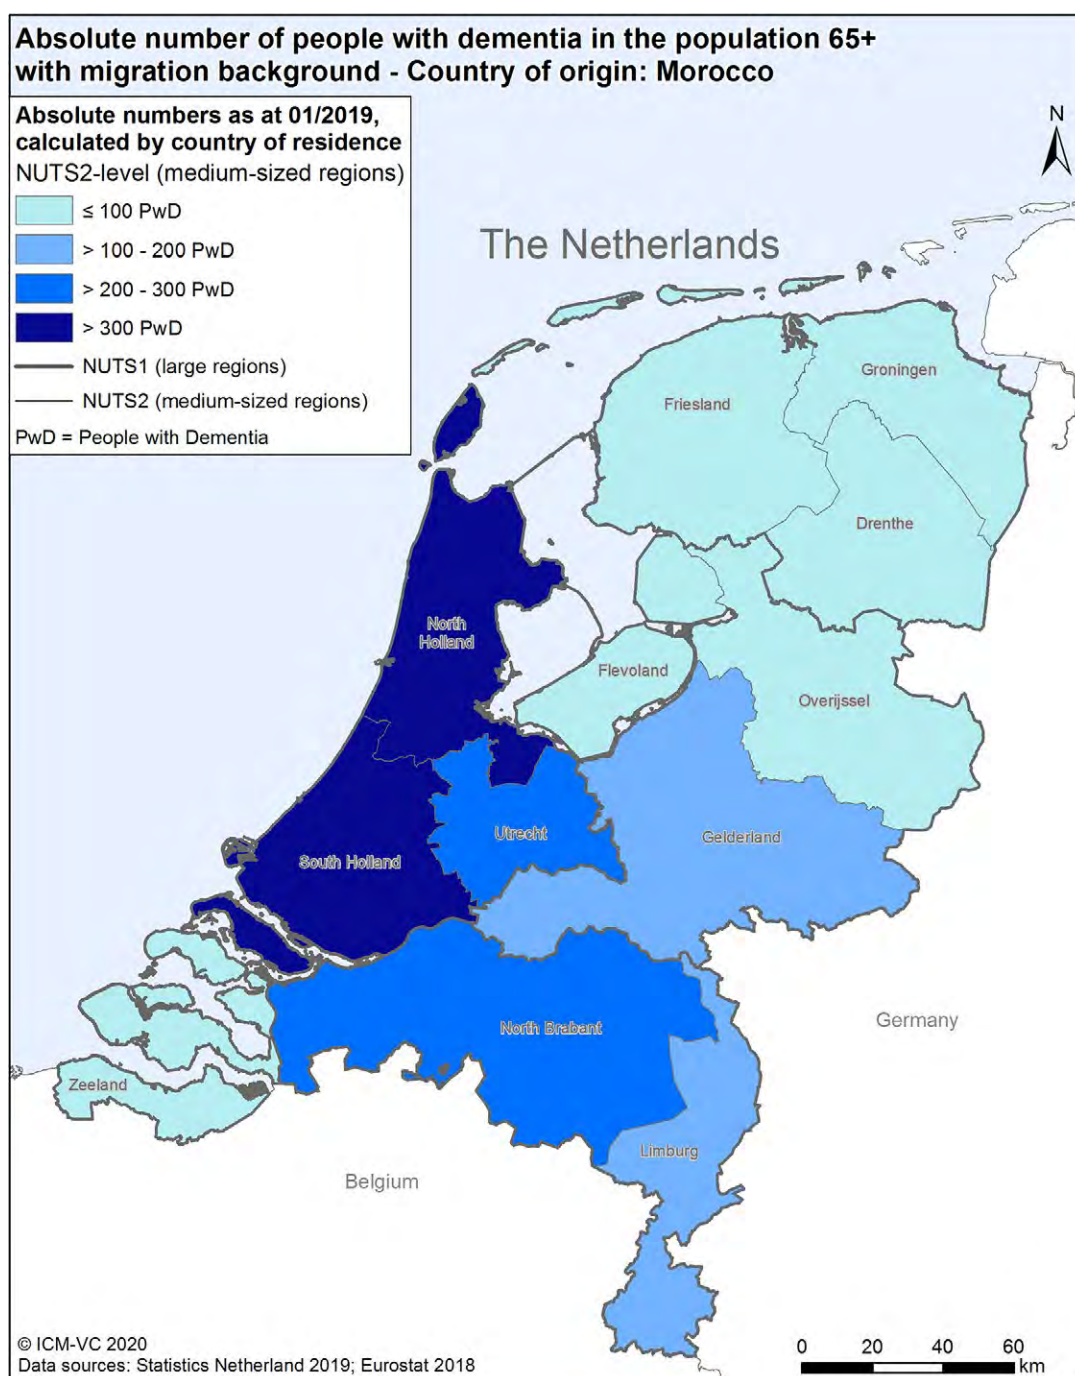 Absolute number of people with dementia in the population 65+
with migration background - Country of origin: Morocco
Absolute numbers as at 01/2019,
calculated by country of residence
NUTS2-level (medium-sized regions)
≤ 100 PwD
> 100 - 200 PwD
> 200 - 300 PwD
> 300 PwD
NUTS1 (large regions)
NUTS2 (medium-sized regions)
PwD = People with Dementia
N
The Netherlands
Groningen
Friesland
Drenthe
North
Holland
Flevoland
Overijssel
Utrecht
Gelderland
South Holland
North Brabant
Germany
Zeeland
Limburg
Belgium
© ICM-VC 2020
Data sources: Statistics Netherland 2019; Eurostat 2018
0 20 40 60
km